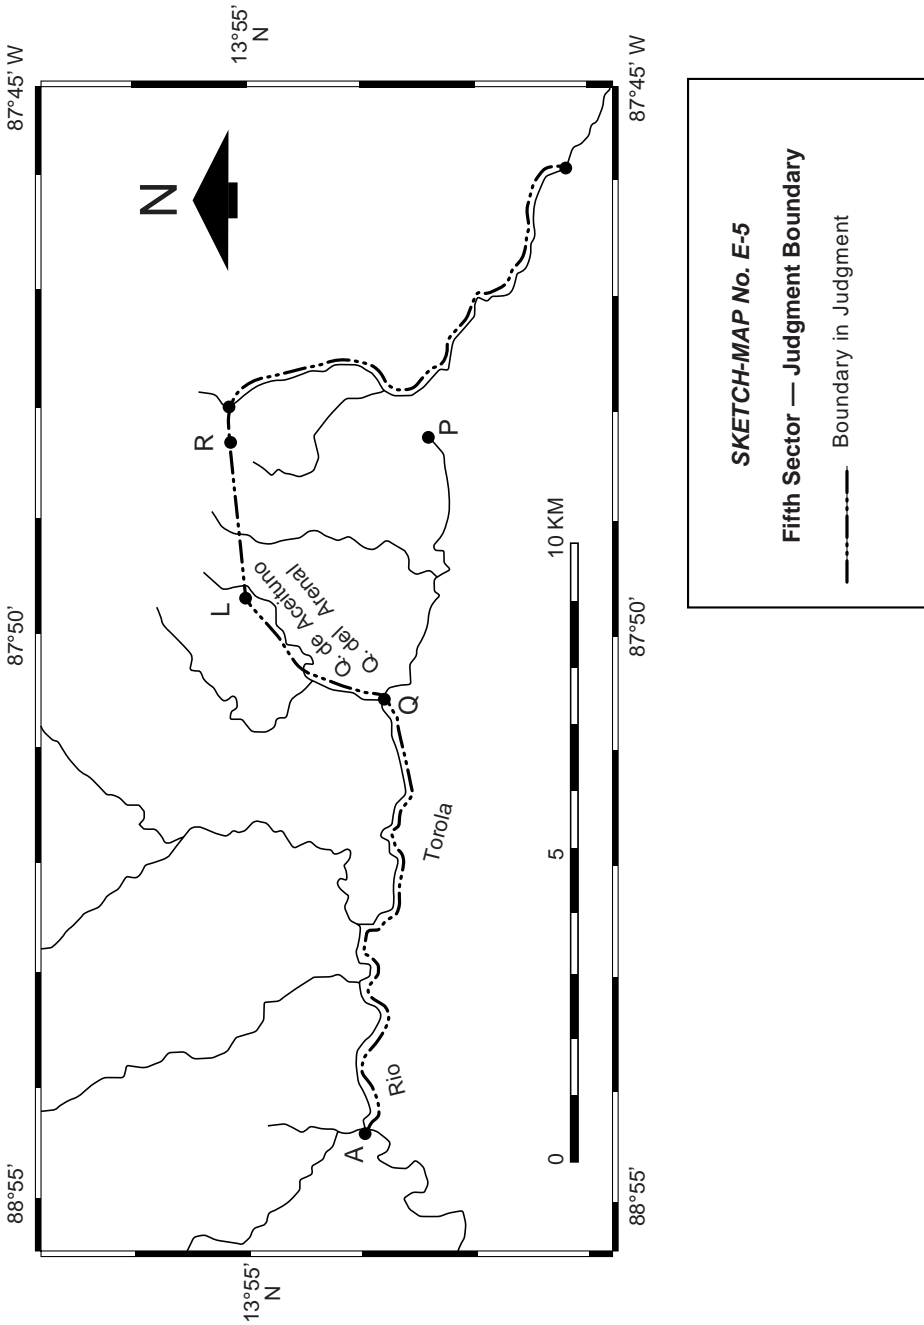 88°55’
87°50’
87°45’ W
13°55’
N
13°55’
N
N
R
L
Q. de Aceituno
Q. del Arenal
P
Q
A
Rio
Torola
0
5
10 KM
88°55’
87°50’
87°45’ W
SKETCH-MAP No. E-5
Fifth Sector — Judgment Boundary
Boundary in Judgment